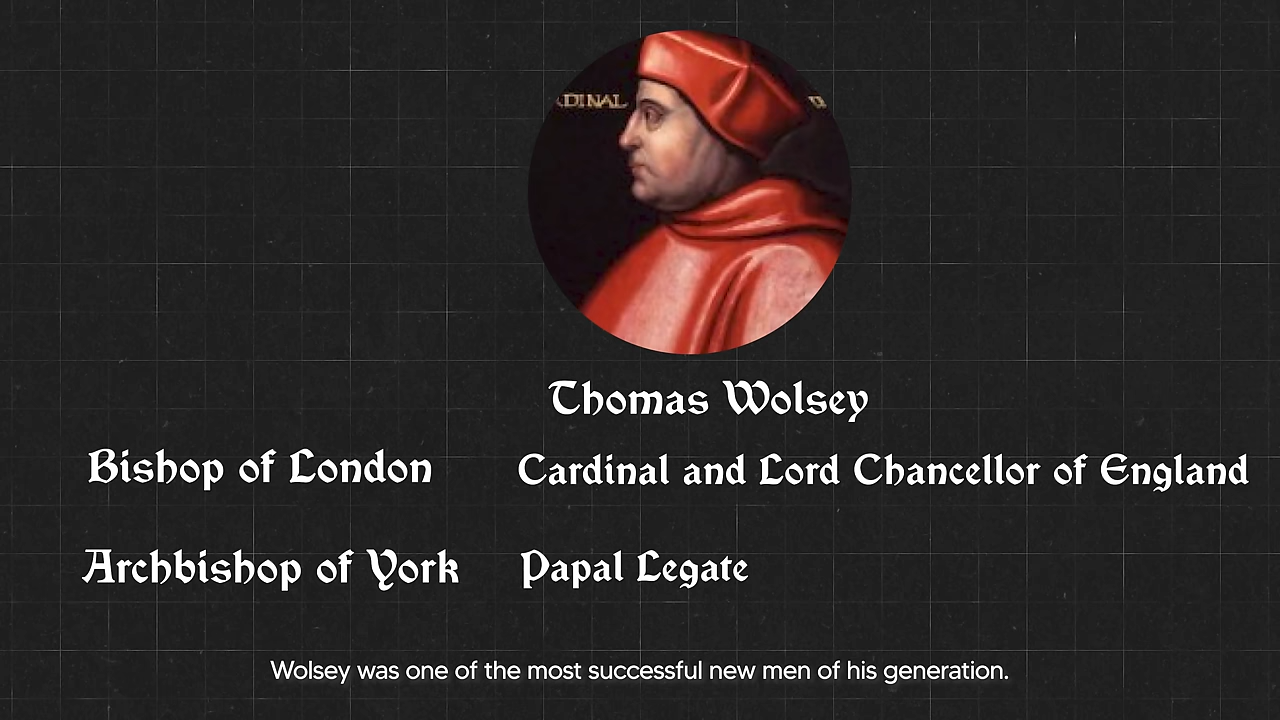 DINAL
Thomas Wolsey
Bishop of London
Cardinal and Lord Chancellor of England
Archbishop of York
Papal Legate
Wolsey was one of the most successful new men of his generation.